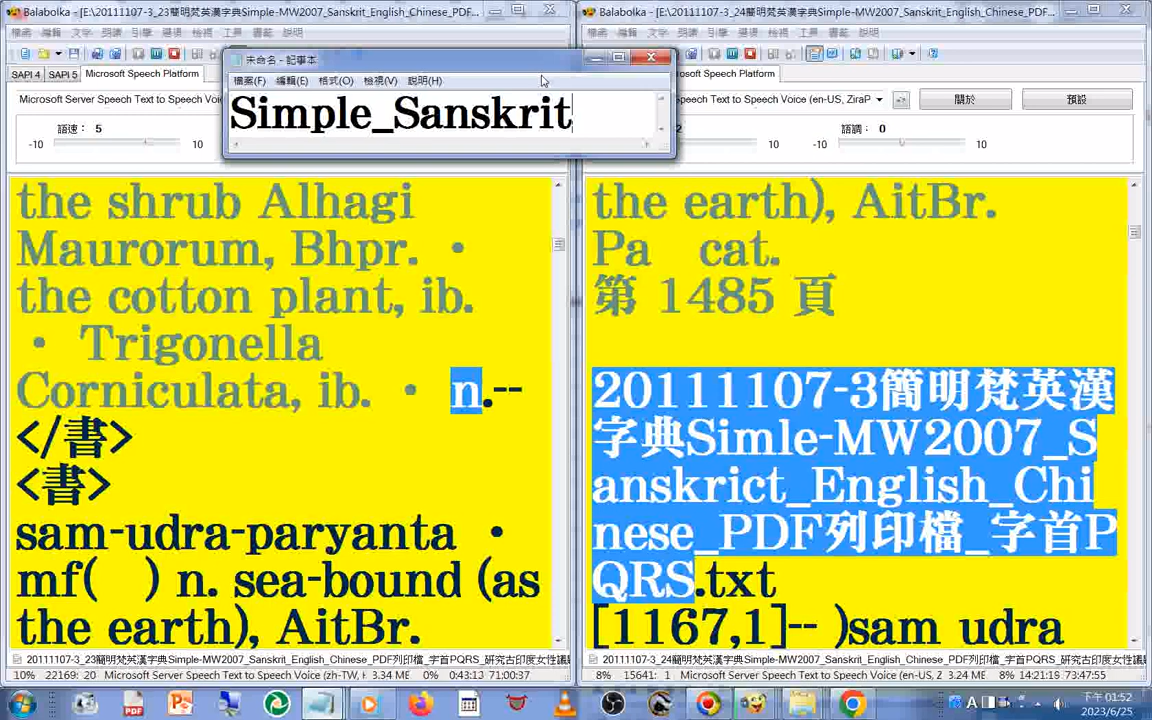 Balabolka - [E:\20111107-3_23簡明梵英漢字典Simple-MW2007_Sanskrit_English_Chinese_PDF...
Balabolka - [E:\20111107-3_24簡明梵英漢字典Simple-MW2007_Sanskrit_English_Chinese_PDF...
未命名 - 記事本
檔案(F) 編輯(E) 格式(O) 檢視(V) 說明(H)
Simple_Sanskrit
SAPI 4 SAPI 5 Microsoft Speech Platform
Speech Platform
Microsoft Server Speech Text to Speech Voi
Speech Text to Speech Voice (en-US, ZiraP
關於
預設
語速： 5
-10 10
2
10
語調： 0
-10 10
the shrub Alhagi
Maurorum, Bhpr. •
the cotton plant, ib.
• Trigonella
Corniculata, ib. • n.--
</書>
<書>
sam-udra-paryanta •
mf( ) n. sea-bound (as
the earth), AitBr.
the earth), AitBr.
Pa cat.
第 1485 頁
20111107-3簡明梵英漢
字典Simle-MW2007_S
anskrict_English_Chi
nese_PDF列印檔_字首P
QRS.txt
[1167,1]-- )sam udra
20111107-3_23簡明梵英漢字典Simple-MW2007_Sanskrit_English_Chinese_PDF列印檔_字首PQRS_研究古印度女性議
20111107-3_24簡明梵英漢字典Simple-MW2007_Sanskrit_English_Chinese_PDF列印檔_字首PQRS_研究古印度女性議
10% 22169: 20 Microsoft Server Speech Text to Speech Voice (zh-TW, H 3.34 ME 0% 0:43:13 71:00:37
8% 15641: 1 Microsoft Server Speech Text to Speech Voice (en-US, Z 3.24 ME 8% 14:21:19 73:47:55
下午 01:52
2023/6/25